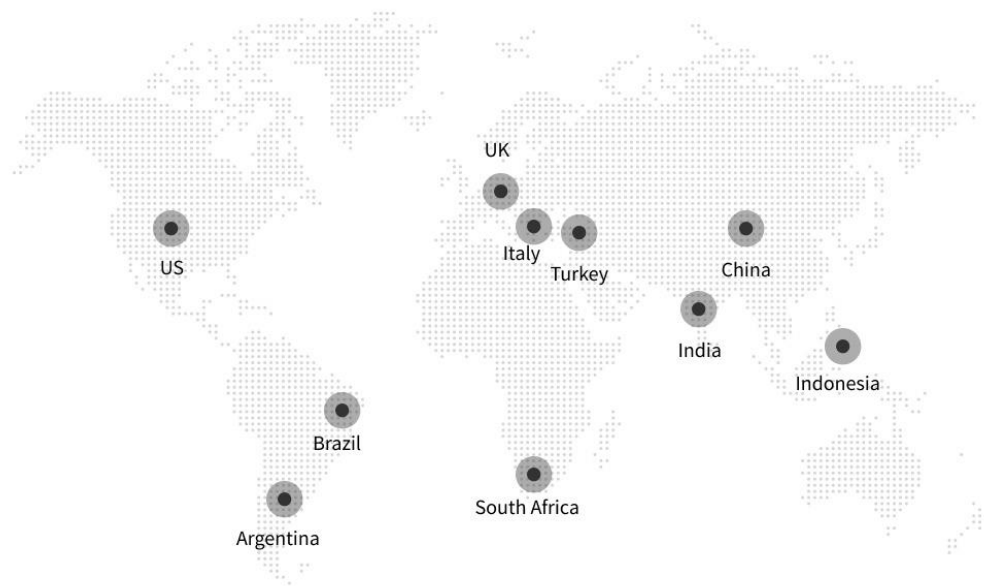 UK
Italy
Turkey
US
China
India
Indonesia
Brazil
South Africa
Argentina